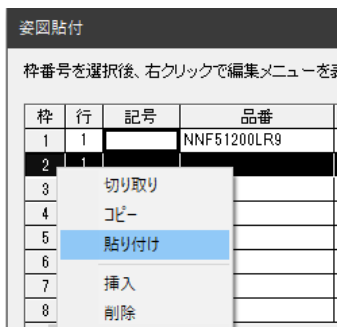 姿図貼付
枠番号を選択後、右クリックで編集メニューを
枠 行 記号 品番
1 1 NNF51200LR9
2 1
3
4
5
6
7
8
切り取り
コピー
貼り付け
挿入
削除